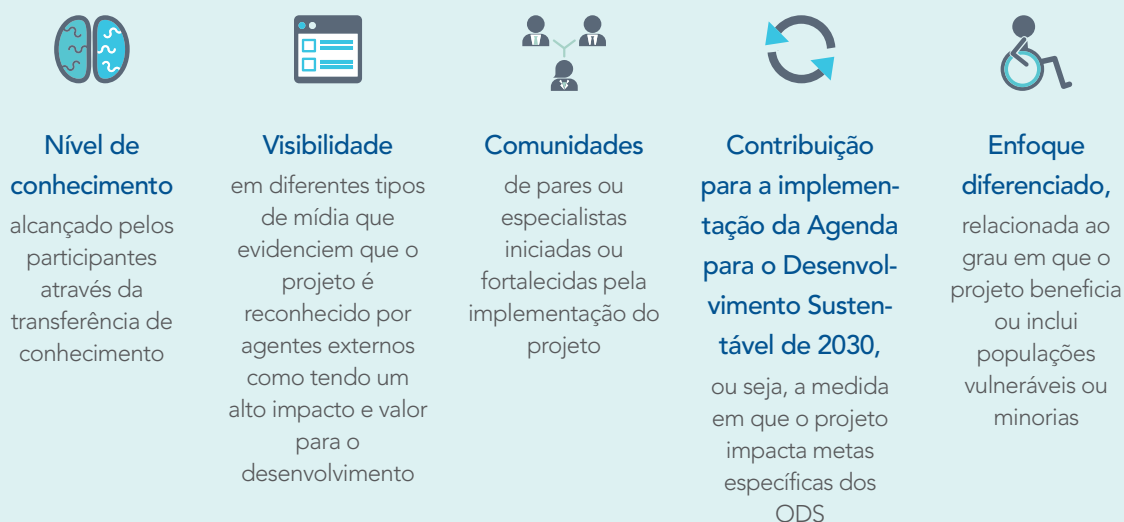 Nível de
conhecimento
alcançado pelos
participantes
através da
transferência de
conhecimento
Visibilidade
em diferentes tipos
de mídia que
evidenciem que o
projeto é
reconhecido por
agentes externos
como tendo um
alto impacto e valor
para o
desenvolvimento
Comunidades
de pares ou
especialistas
iniciadas ou
fortalecidas pela
implementação do
projeto
Contribuição
para a implemen-
tação da Agenda
para o Desenvol-
vimento Susten-
tável de 2030,
ou seja, a medida
em que o projeto
impacta metas
específicas dos
ODS
Enfoque
diferenciado,
relacionada ao
grau em que o
projeto beneficia
ou inclui
populações
vulneráveis ou
minorias